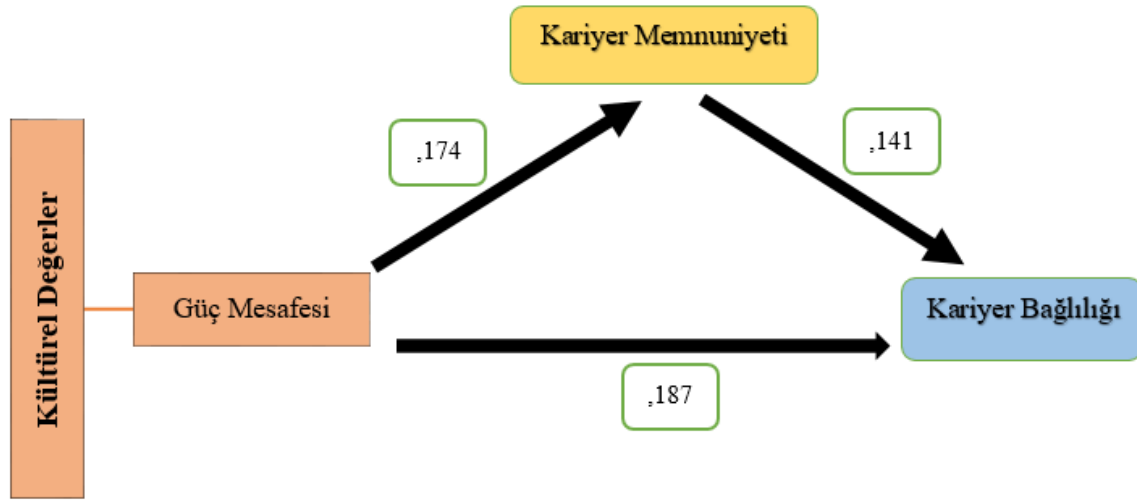 Kariyer Memnuniyeti
,174
,141
Kültürel Değerler
Güç Mesafesi
Kariyer Bağlılığı
,187